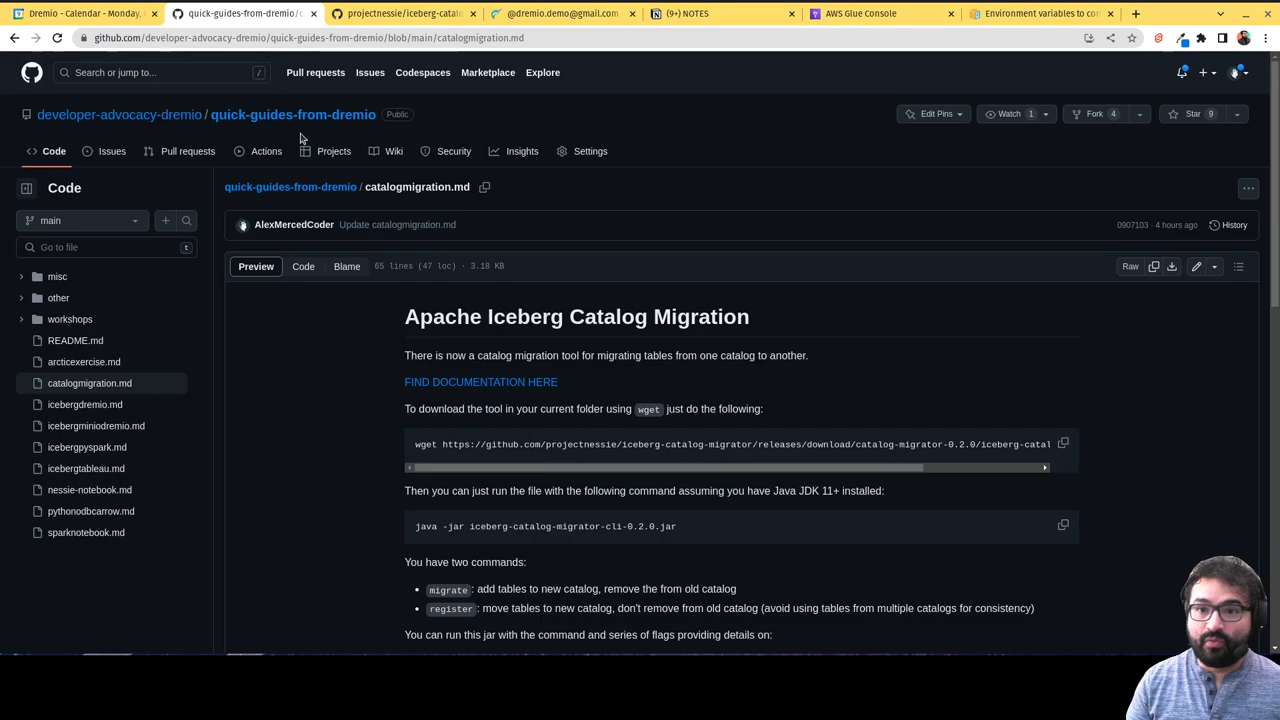 Dremio - Calendar - Monday,
quick-guides-from-dremio/c
projectnessie/iceberg-catalo
@dremio.demo@gmail.com
(9+) NOTES
AWS Glue Console
Environment variables to con
github.com/developer-advocacy-dremio/quick-guides-from-dremio/blob/main/catalogmigration.md
Search or jump to...
/
Pull requests
Issues
Codespaces
Marketplace
Explore
developer-advocacy-dremio / quick-guides-from-dremio
Public
Edit Pins
Watch 1
Fork 4
Star 9
Code
Issues
Pull requests
Actions
Projects
Wiki
Security
Insights
Settings
Code
main
Go to file
t
misc
other
workshops
README.md
arcticexercise.md
catalogmigration.md
icebergdremio.md
icebergminiodremio.md
icebergpyspark.md
icebergtableau.md
nessie-notebook.md
pythonodbcarrow.md
sparknotebook.md
quick-guides-from-dremio / catalogmigration.md
AlexMercedCoder Update catalogmigration.md
0907103 · 4 hours ago
History
Preview
Code
Blame
65 lines (47 loc) · 3.18 KB
Raw
Apache Iceberg Catalog Migration
There is now a catalog migration tool for migrating tables from one catalog to another.
FIND DOCUMENTATION HERE
To download the tool in your current folder using wget just do the following:
wget https://github.com/projectnessie/iceberg-catalog-migrator/releases/download/catalog-migrator-0.2.0/iceberg-catal
Then you can just run the file with the following command assuming you have Java JDK 11+ installed:
java -jar iceberg-catalog-migrator-cli-0.2.0.jar
You have two commands:
• migrate: add tables to new catalog, remove the from old catalog
• register: move tables to new catalog, don't remove from old catalog (avoid using tables from multiple catalogs for consistency)
You can run this jar with the command and series of flags providing details on: